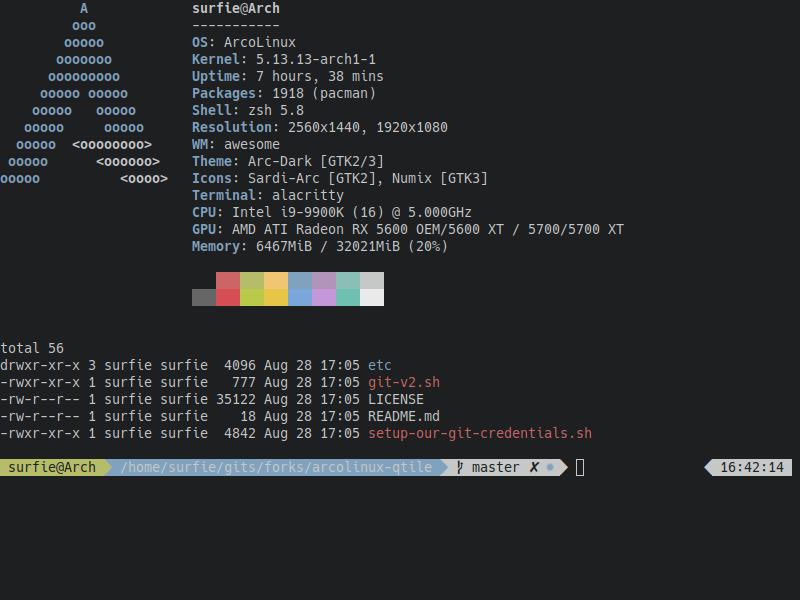 A surfie@Arch
ooo -----------
ooooo OS: ArcoLinux
ooooooo Kernel: 5.13.13-arch1-1
ooooooooo Uptime: 7 hours, 38 mins
ooooo ooooo Packages: 1918 (pacman)
ooooo ooooo Shell: zsh 5.8
ooooo ooooo Resolution: 2560x1440, 1920x1080
ooooo <oooooooo> WM: awesome
ooooo <oooooo> Theme: Arc-Dark [GTK2/3]
ooooo <oooo> Icons: Sardi-Arc [GTK2], Numix [GTK3]
Terminal: alacritty
CPU: Intel i9-9900K (16) @ 5.000GHz
GPU: AMD ATI Radeon RX 5600 OEM/5600 XT / 5700/5700 XT
Memory: 6467MiB / 32021MiB (20%)
total 56
drwxr-xr-x 3 surfie surfie 4096 Aug 28 17:05 etc
-rwxr-xr-x 1 surfie surfie 777 Aug 28 17:05 git-v2.sh
-rw-r--r-- 1 surfie surfie 35122 Aug 28 17:05 LICENSE
-rw-r--r-- 1 surfie surfie 18 Aug 28 17:05 README.md
-rwxr-xr-x 1 surfie surfie 4842 Aug 28 17:05 setup-our-git-credentials.sh
surfie@Arch /home/surfie/gits/forks/arcolinux-qtile master ✗ 16:42:14